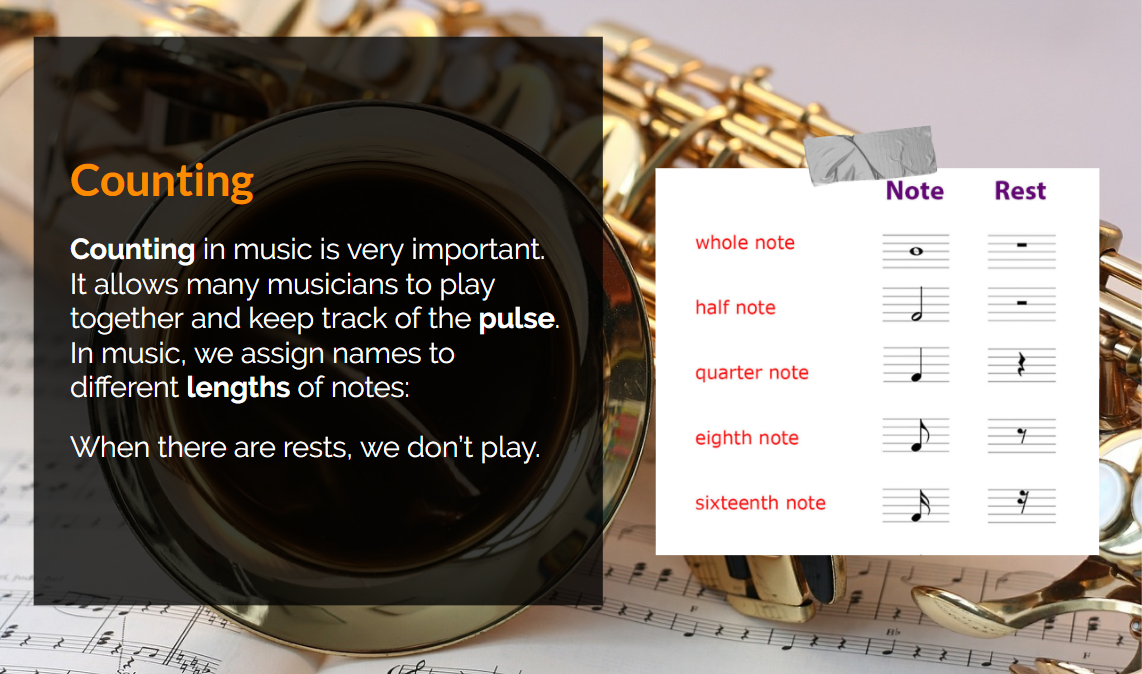 Counting
Counting in music is very important.
It allows many musicians to play
together and keep track of the pulse.
In music, we assign names to
different lengths of notes:
When there are rests, we don't play.
Note Rest
whole note
half note
quarter note
eighth note
sixteenth note